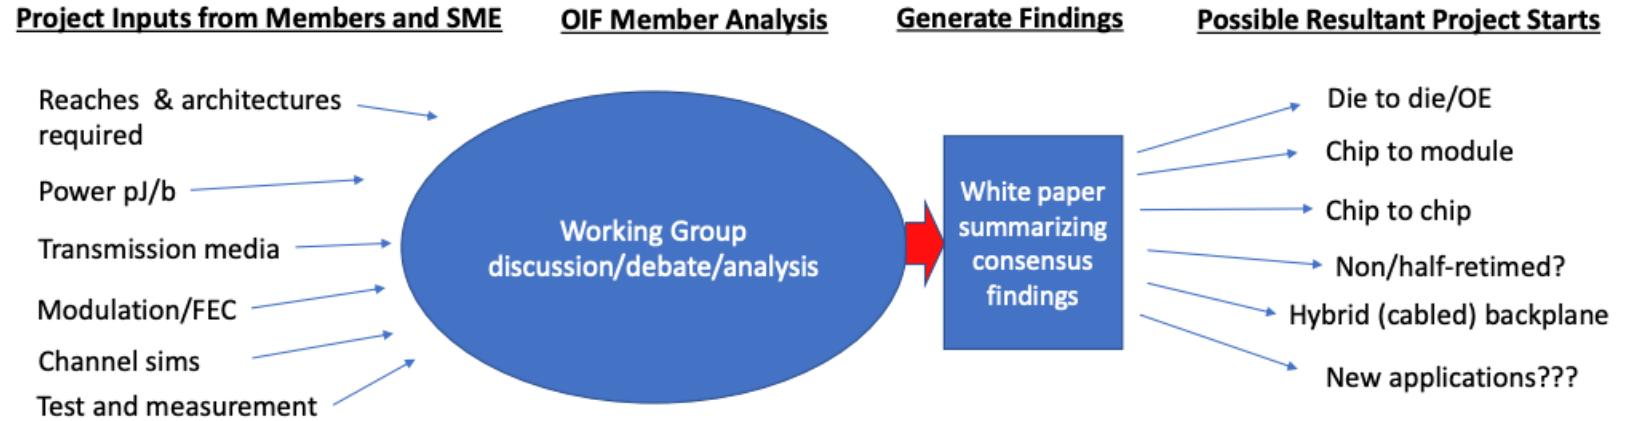 Project Inputs from Members and SME
OIF Member Analysis
Generate Findings
Possible Resultant Project Starts
Reaches & architectures
required
Power pJ/b
Transmission media
Modulation/FEC
Channel sims
Test and measurement
Working Group
discussion/debate/analysis
White paper
summarizing
consensus
findings
Die to die/OE
Chip to module
Chip to chip
Non/half-retimed?
Hybrid (cabled) backplane
New applications???